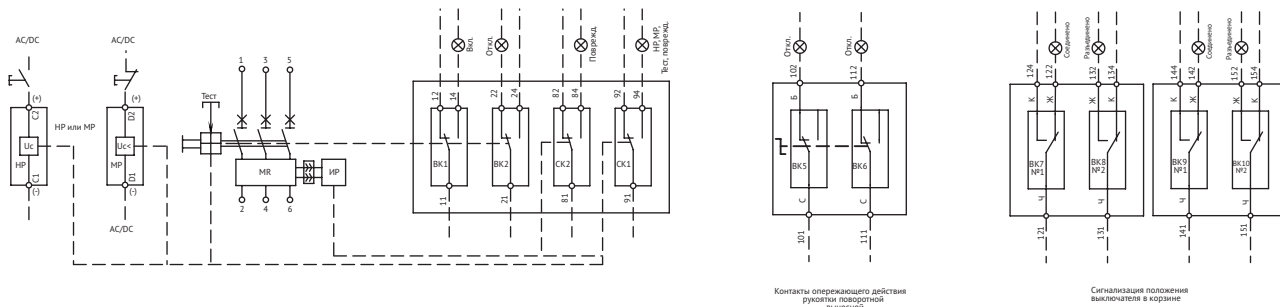 AC/DC
C2
(+)
Uc
НР
C1
(-)
НР или МР
AC/DC
D2
(+)
Uc<
МР
D1
(-)
AC/DC
Тест
1
3
5
MR
2
4
6
ИР
Вкл.
Откл.
Поврежд.
НР, МР,
Тест, поврежд.
12
14
22
24
82
84
92
94
ВК1
ВК2
СК2
СК1
11
21
81
91
Откл.
Откл.
102
112
Б
Б
ВК5
ВК6
С
С
101
111
Контакты опережающего действия
рукоятки поворотной
выносной
Соединено
Разъединено
Соединено
Разъединено
124
122
132
134
144
142
152
154
К
Ж
Ж
К
К
Ж
Ж
К
ВК7
№1
ВК8
№2
ВК9
№1
ВК10
№2
Ч
Ч
Ч
Ч
121
131
141
151
Сигнализация положения
выключателя в корзине